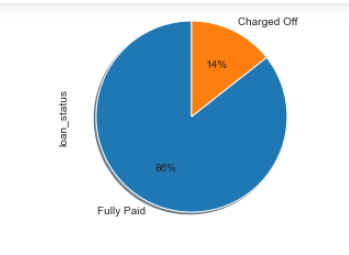 Charged Off
14%
loan_status
86%
Fully Paid